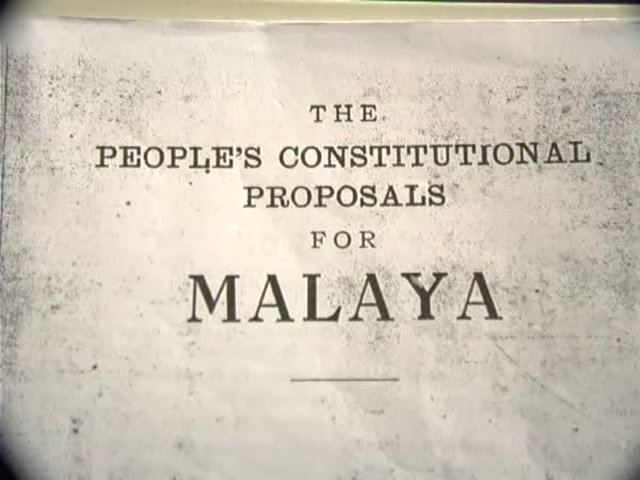 THE
PEOPLE'S CONSTITUTIONAL
PROPOSALS
FOR
MALAYA